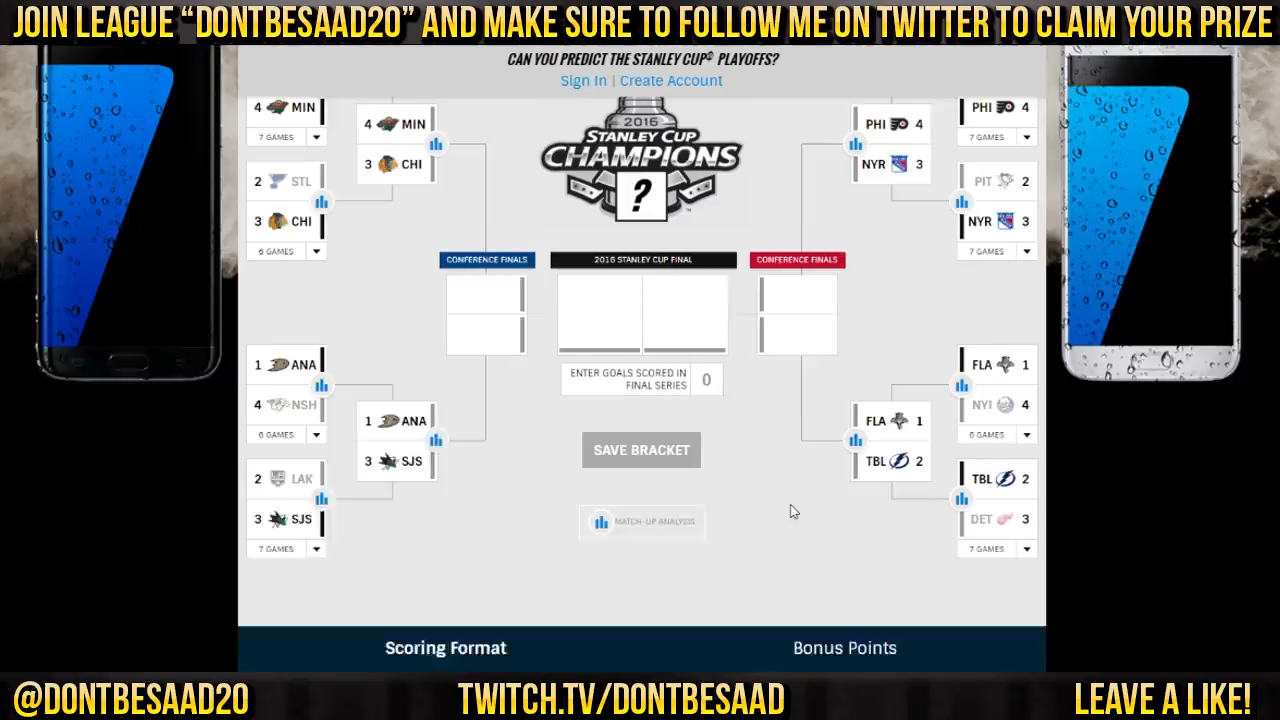 JOIN LEAGUE “DONTBESAAD20” AND MAKE SURE TO FOLLOW ME ON TWITTER TO CLAIM YOUR PRIZE
CAN YOU PREDICT THE STANLEY CUP® PLAYOFFS?
Sign In | Create Account
4 MIN
7 GAMES
2 STL
3 CHI
6 GAMES
4 MIN
3 CHI
2016
STANLEY CUP
CHAMPIONS
?
PHI 4
NYR 3
PHI 4
7 GAMES
PIT 2
NYR 3
7 GAMES
CONFERENCE FINALS
2016 STANLEY CUP FINAL
CONFERENCE FINALS
ENTER GOALS SCORED IN
FINAL SERIES
0
1 ANA
4 NSH
6 GAMES
2 LAK
3 SJS
7 GAMES
1 ANA
3 SJS
SAVE BRACKET
MATCH-UP ANALYSIS
FLA 1
TBL 2
FLA 1
NYI 4
6 GAMES
TBL 2
DET 3
7 GAMES
Scoring Format
Bonus Points
@DONTBESAAD20
TWITCH.TV/DONTBESAAD
LEAVE A LIKE!